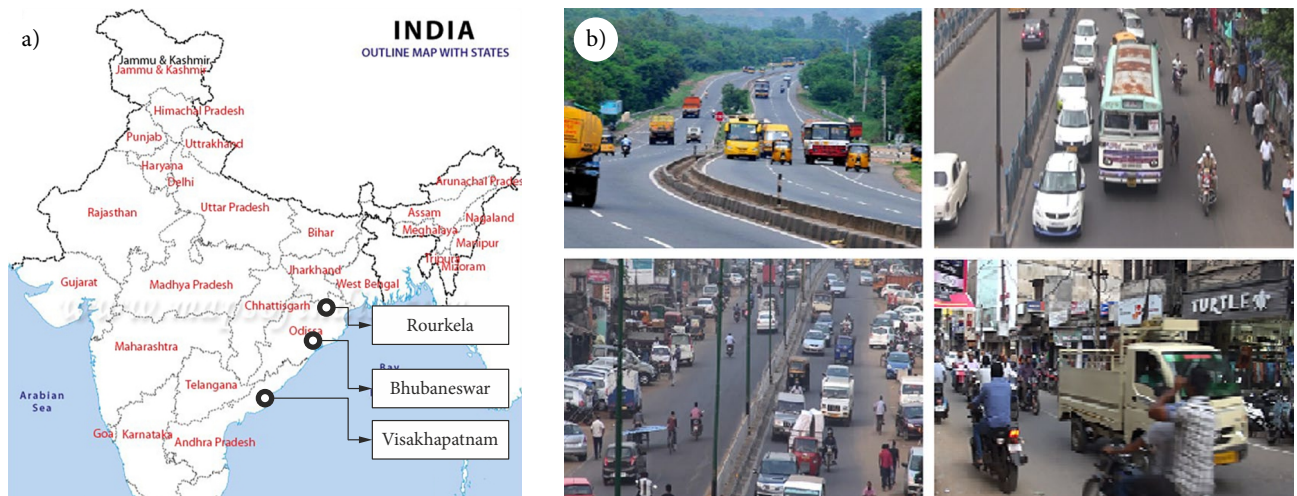 a)
INDIA
OUTLINE MAP WITH STATES
Jammu & Kashmir
Jammu & Kashmir
Himachal Pradesh
Punjab
Uttrakhand
Haryana
Delhi
Arunachal Prades
Rajasthan
Uttar Pradesh
Assam
Nagaland
Bihar
Meghalaya
Manipur
Tripura
Mizoram
Jharkhand
Gujarat
Madhya Pradesh
West Bengal
Chhattisgarh
Rourkela
Odissa
Maharashtra
Bay
Telangana
Bhubaneswar
Arabian
Sea
Goa
Karnataka
Andhra Pradesh
Visakhapatnam
b)
TURTLE